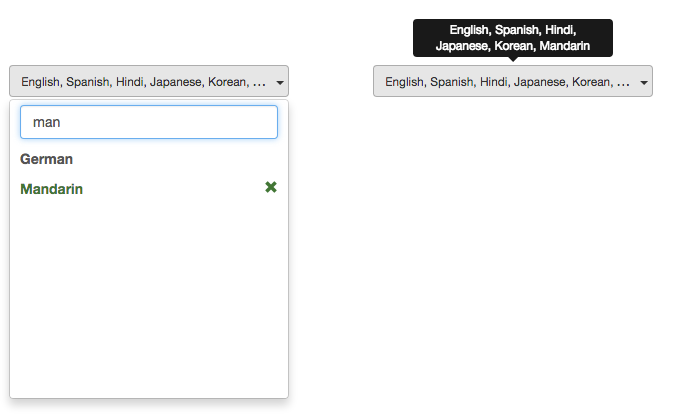 English, Spanish, Hindi,
Japanese, Korean, Mandarin
English, Spanish, Hindi, Japanese, Korean, ...
English, Spanish, Hindi, Japanese, Korean, ...
man
German
Mandarin